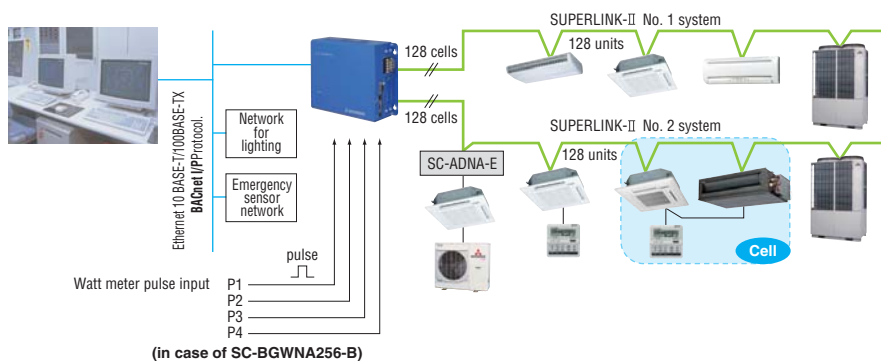 SUPERLINK-II No. 1 system
128 cells
128 units
128 cells
SUPERLINK-II No. 2 system
SC-ADNA-E
128 units
Ethernet 10 BASE-T/100BASE-TX
BACnet I/PProtocol.
Network
for
lighting
Emergency
sensor
network
Cell
pulse
Watt meter pulse input
P1
P2
P3
P4
(in case of SC-BGWNA256-B)